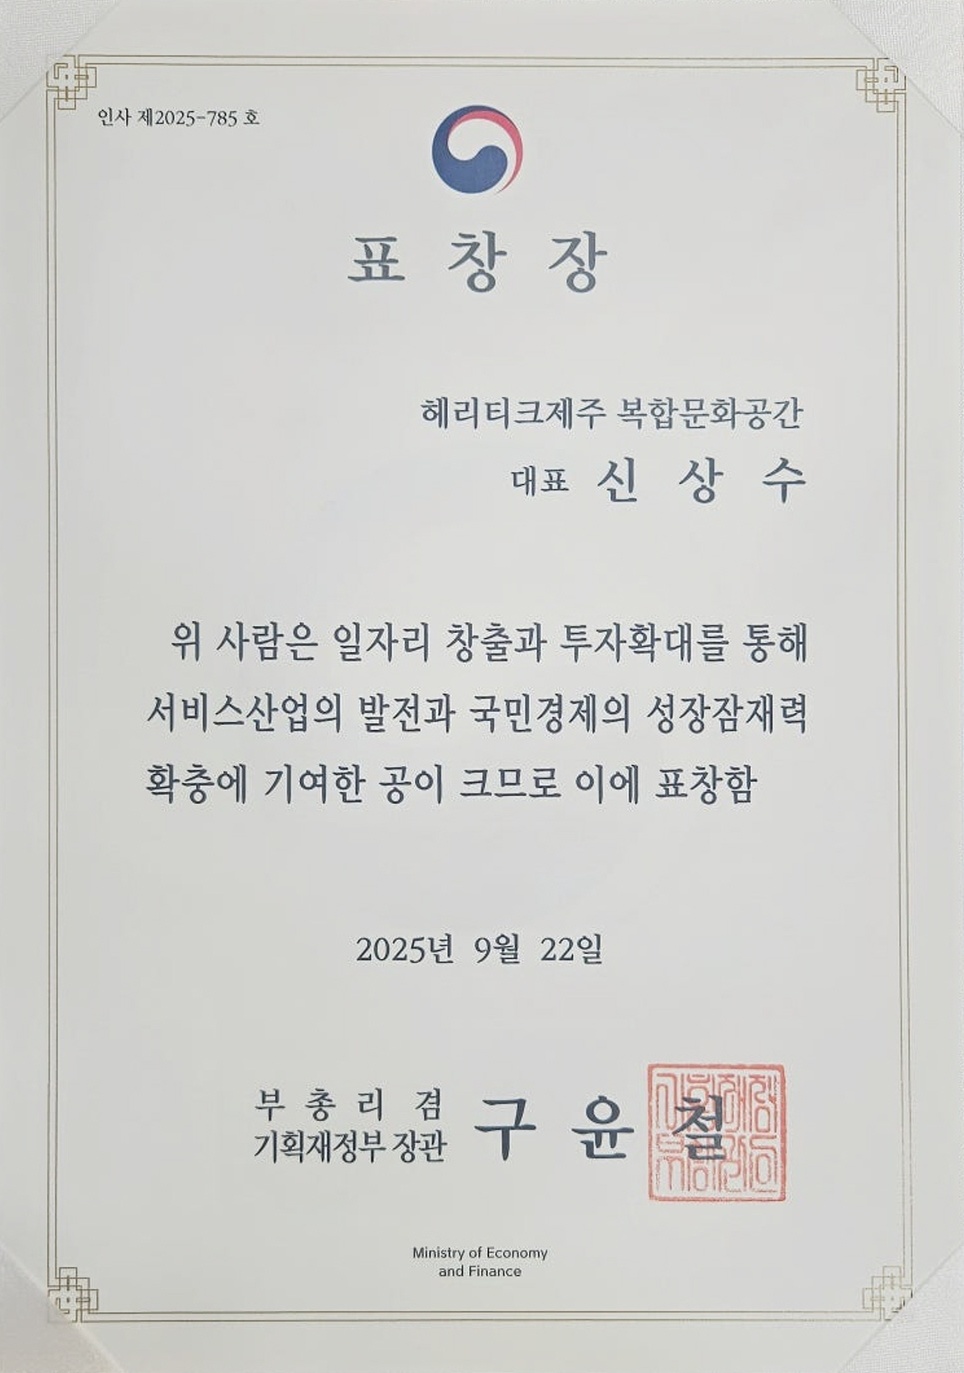 인사 제2025-785 호
표 창 장
헤리티크제주 복합문화공간
대표 신 상 수
위 사람은 일자리 창출과 투자확대를 통해
서비스산업의 발전과 국민경제의 성장잠재력
확충에 기여한 공이 크므로 이에 표창함
2025년 9월 22일
부 총 리 겸
기획재정부 장관 구 윤 철
Ministry of Economy
and Finance